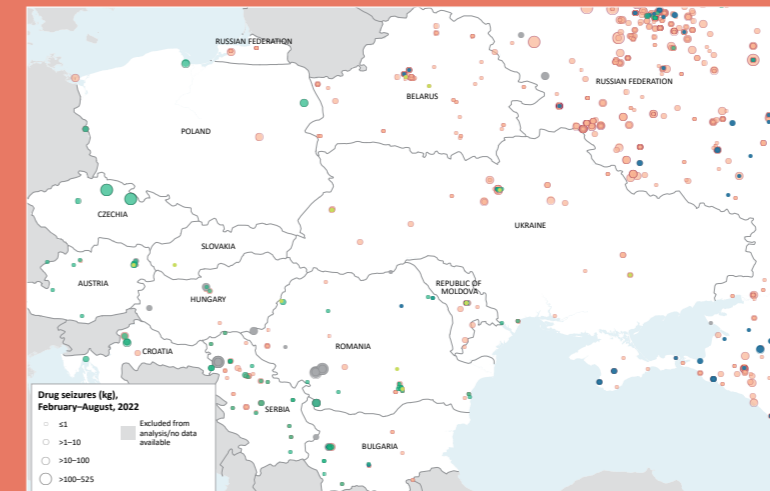 RUSSIAN FEDERATION
RUSSIAN FEDERATION
BELARUS
POLAND
CZECHIA
UKRAINE
SLOVAKIA
AUSTRIA
REPUBLIC OF
MOLDOVA
HUNGARY
CROATIA
ROMANIA
SERBIA
BULGARIA
Drug seizures (kg),
February–August, 2022
≤1
>1–10
>10–100
>100–525
Excluded from
analysis/no data
available